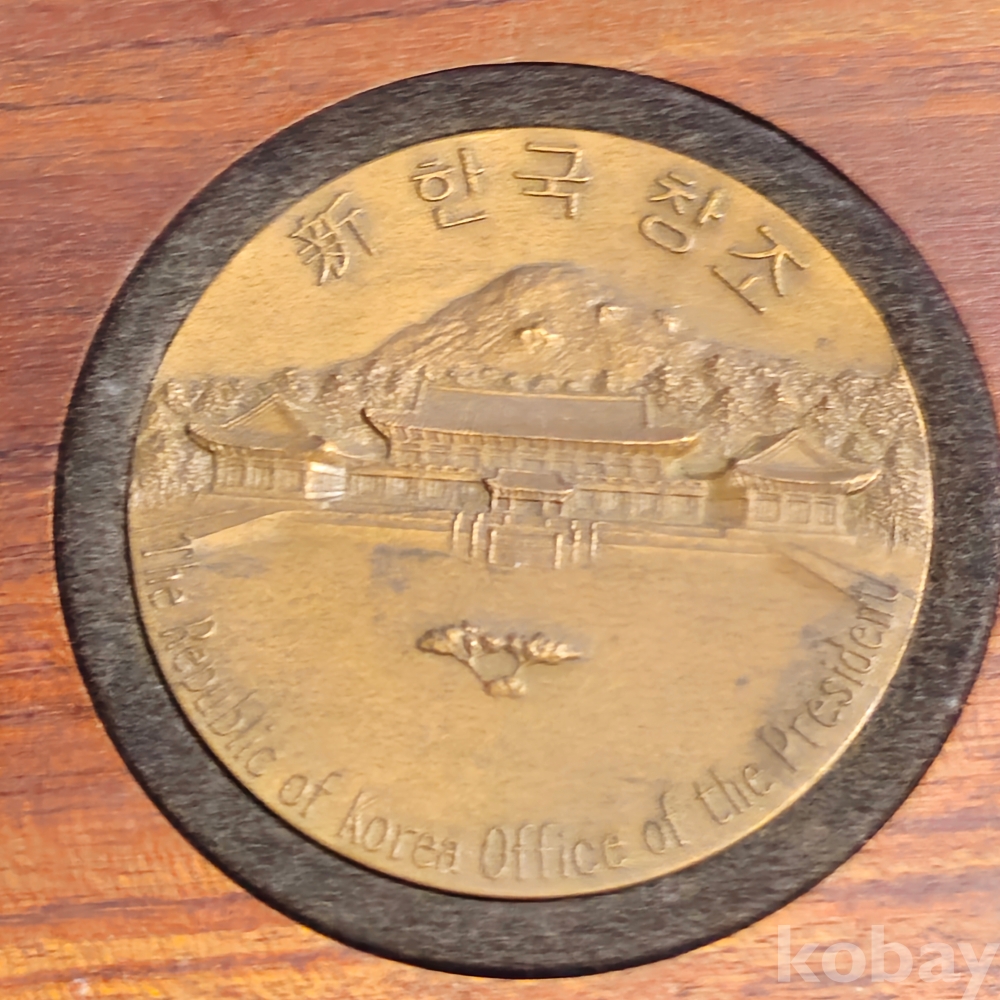 新 한국 창조
The Republic of Korea Office of the President
kobay